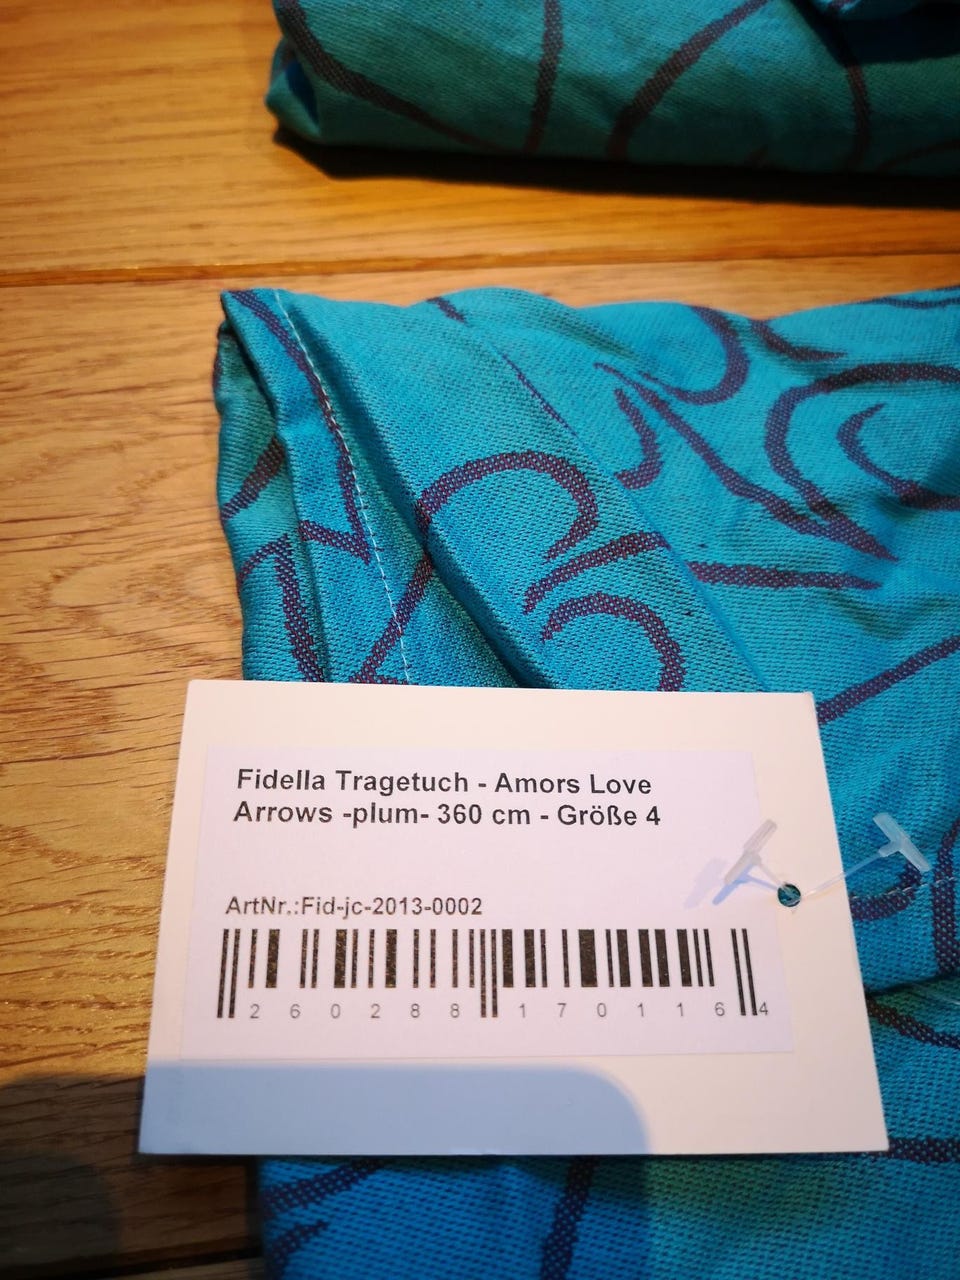 Fidella Tragetuch - Amors Love
Arrows -plum- 360 cm - Größe 4
ArtNr.:Fid-jc-2013-0002
2 6 0 2 8 8 1 7 0 1 1 6 4